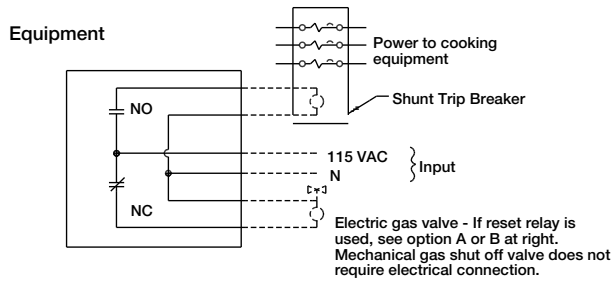 Equipment
Power to cooking
equipment
Shunt Trip Breaker
NO
115 VAC
Input
N
NC
Electric gas valve - If reset relay is
used, see option A or B at right.
Mechanical gas shut off valve does not
require electrical connection.